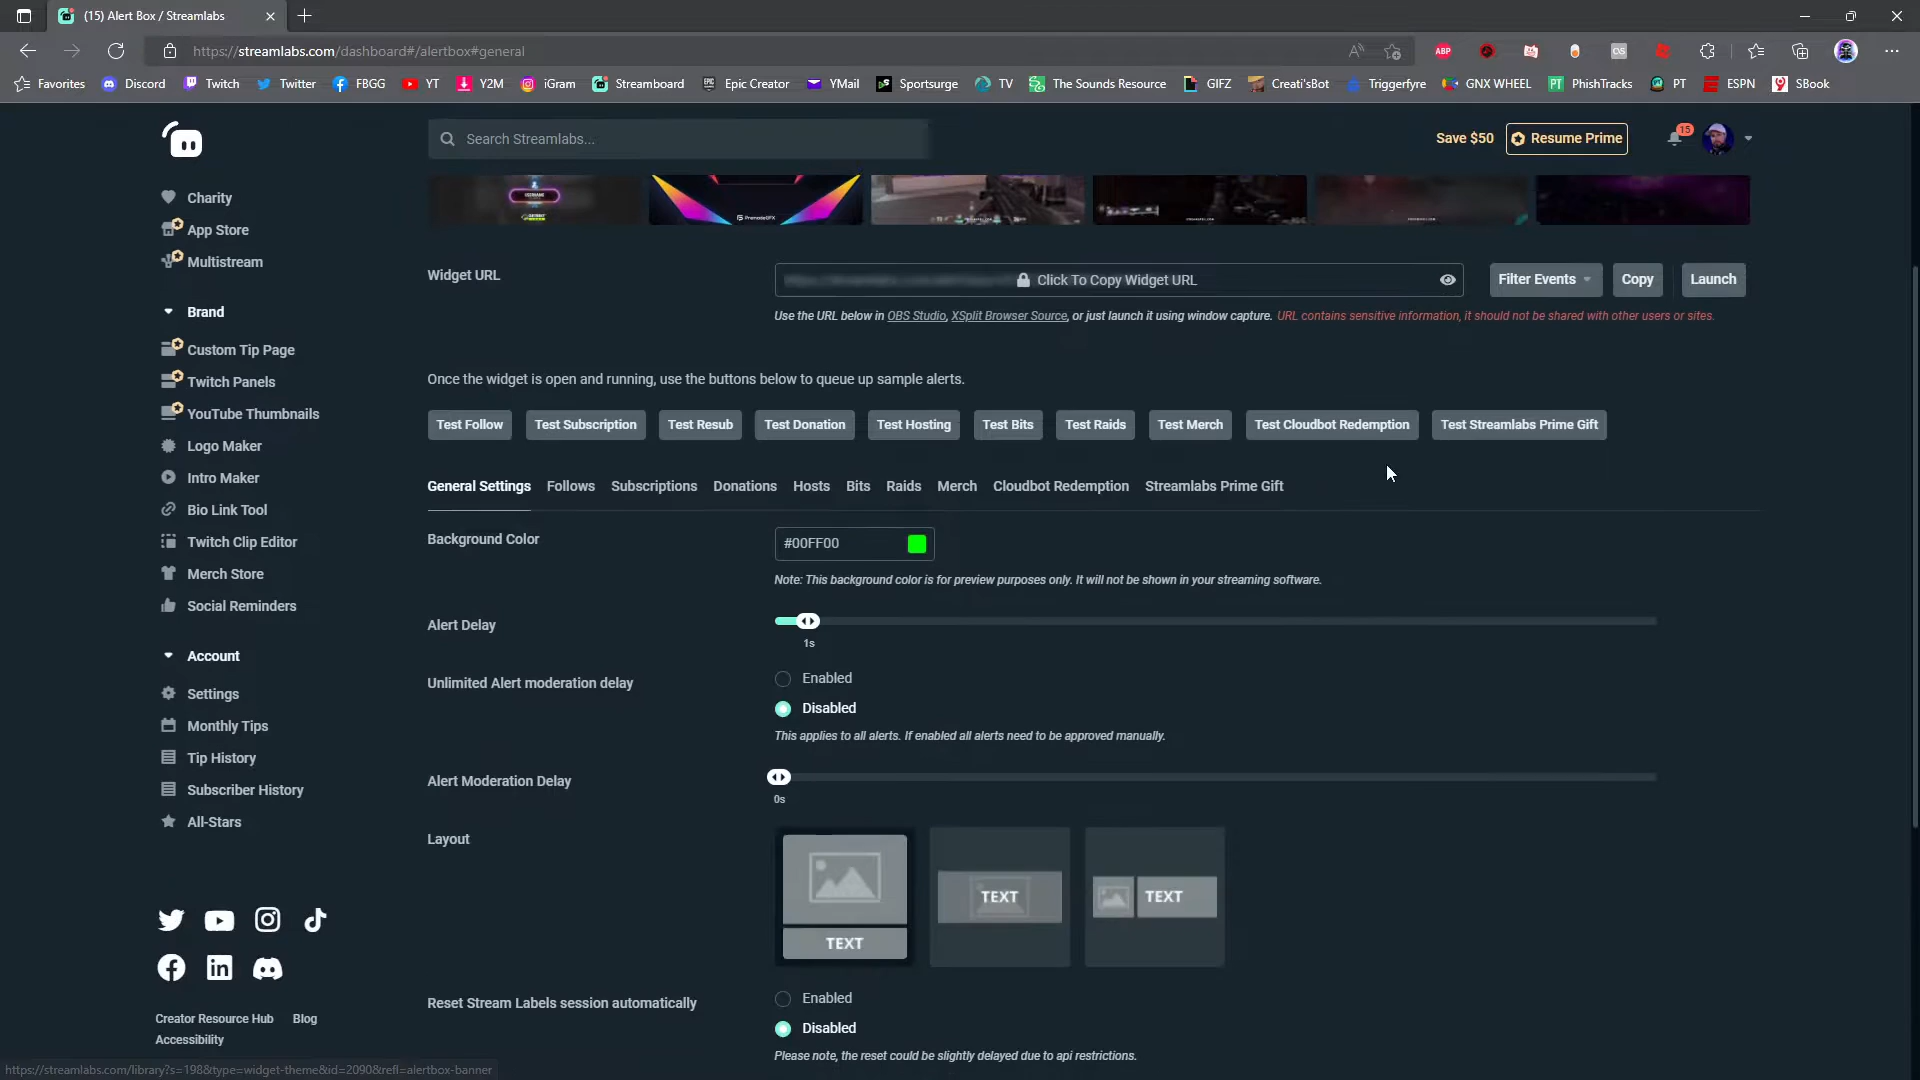 (15) Alert Box / Streamlabs
https://streamlabs.com/dashboard#/alertbox#general
ABP
Favorites Discord Twitch Twitter FBGG YT Y2M iGram Streamboard Epic Creator YMail Sportsurge TV The Sounds Resource GIFZ Creati'sBot Triggerfyre GNX WHEEL PhishTracks PT ESPN SBook
Search Streamlabs...
Save $50 Resume Prime 15
Charity
App Store
Multistream
Brand
Custom Tip Page
Twitch Panels
YouTube Thumbnails
Logo Maker
Intro Maker
Bio Link Tool
Twitch Clip Editor
Merch Store
Social Reminders
Account
Settings
Monthly Tips
Tip History
Subscriber History
All-Stars
Creator Resource Hub Blog
Accessibility
Widget URL
Click To Copy Widget URL
Filter Events Copy Launch
Use the URL below in OBS Studio, XSplit Browser Source, or just launch it using window capture. URL contains sensitive information, it should not be shared with other users or sites.
Once the widget is open and running, use the buttons below to queue up sample alerts.
Test Follow Test Subscription Test Resub Test Donation Test Hosting Test Bits Test Raids Test Merch Test Cloudbot Redemption Test Streamlabs Prime Gift
General Settings Follows Subscriptions Donations Hosts Bits Raids Merch Cloudbot Redemption Streamlabs Prime Gift
Background Color
#00FF00
Note: This background color is for preview purposes only. It will not be shown in your streaming software.
Alert Delay
1s
Unlimited Alert moderation delay
Enabled
Disabled
This applies to all alerts. If enabled all alerts need to be approved manually.
Alert Moderation Delay
0s
Layout
TEXT
TEXT
TEXT
Reset Stream Labels session automatically
Enabled
Disabled
Please note, the reset could be slightly delayed due to api restrictions.
https://streamlabs.com/library?s=198&type=widget-theme&id=2090&refl=alertbox-banner